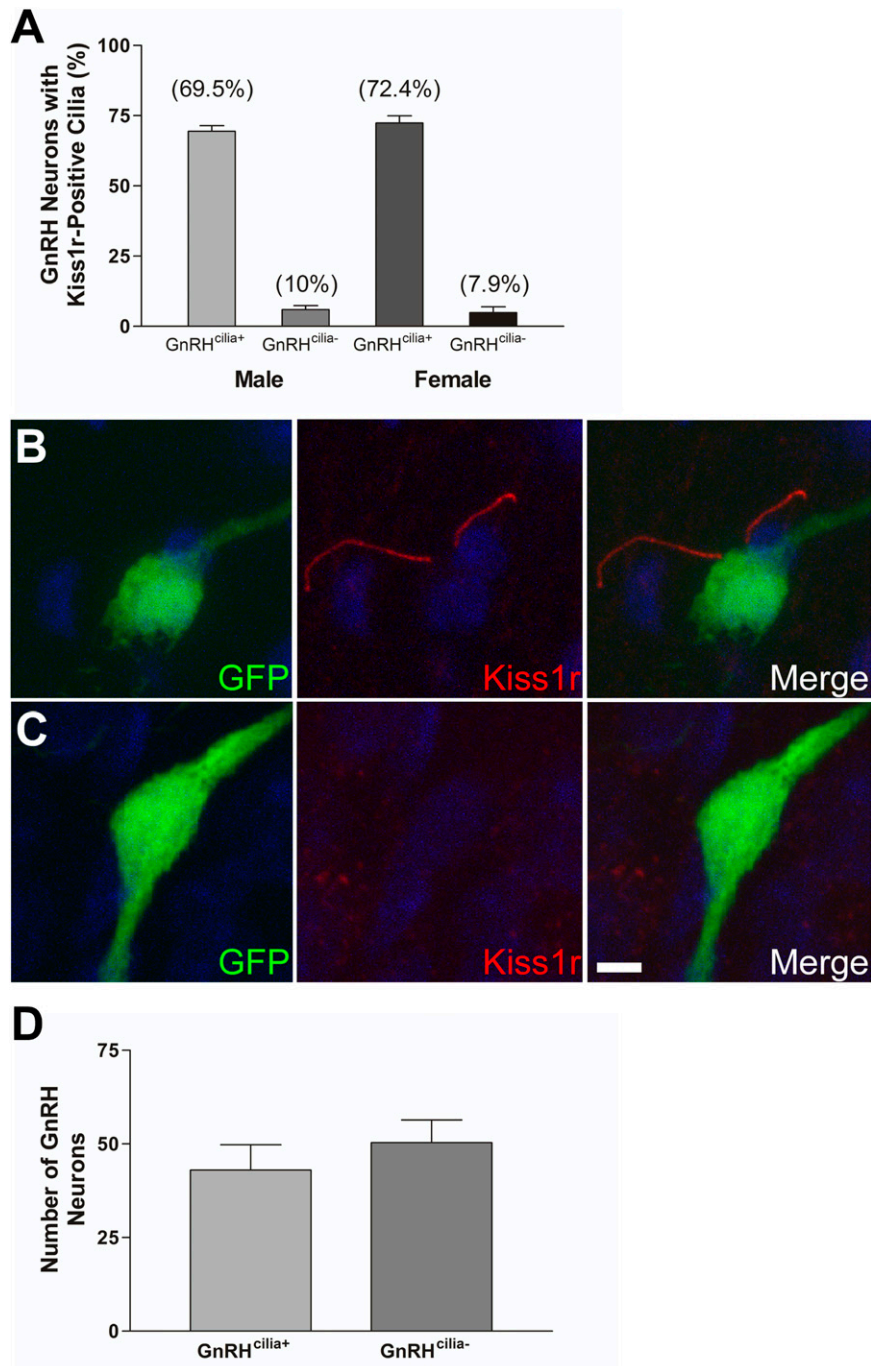 A
GnRH Neurons with
Kiss1r-Positive Cilia (%)
100
75
50
25
0
(69.5%)
(10%)
(72.4%)
(7.9%)
GnRHcilia+ GnRHcilia- GnRHcilia+ GnRHcilia-
Male Female
B
GFP Kiss1r Merge
C
GFP Kiss1r Merge
D
Number of GnRH
Neurons
75
50
25
0
GnRHcilia+ GnRHcilia-